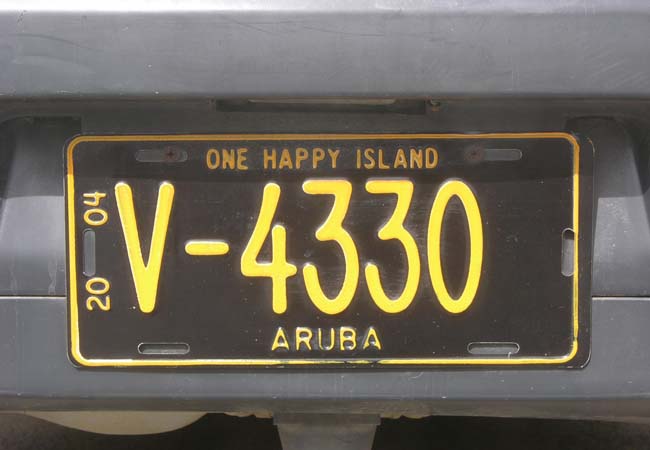 ONE HAPPY ISLAND
20 04
V-4330
ARUBA